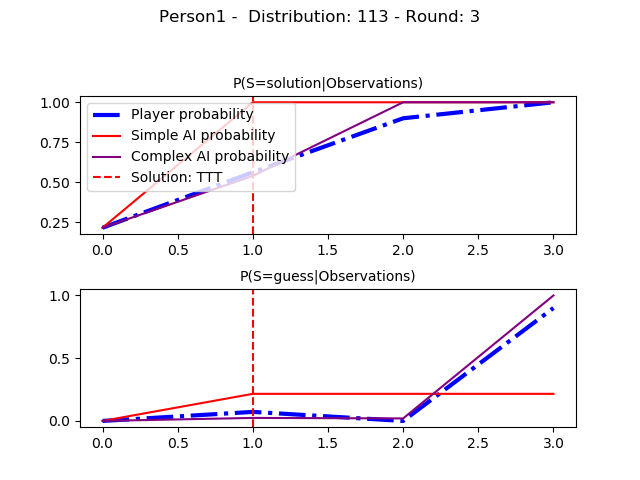 Person1 -  Distribution: 113 - Round: 3
P(S=solution|Observations)
1.00
0.75
0.50
0.25
Player probability
Simple AI probability
Complex AI probability
Solution: TTT
0.0 0.5 1.0 1.5 2.0 2.5 3.0
P(S=guess|Observations)
1.0
0.5
0.0
0.0 0.5 1.0 1.5 2.0 2.5 3.0